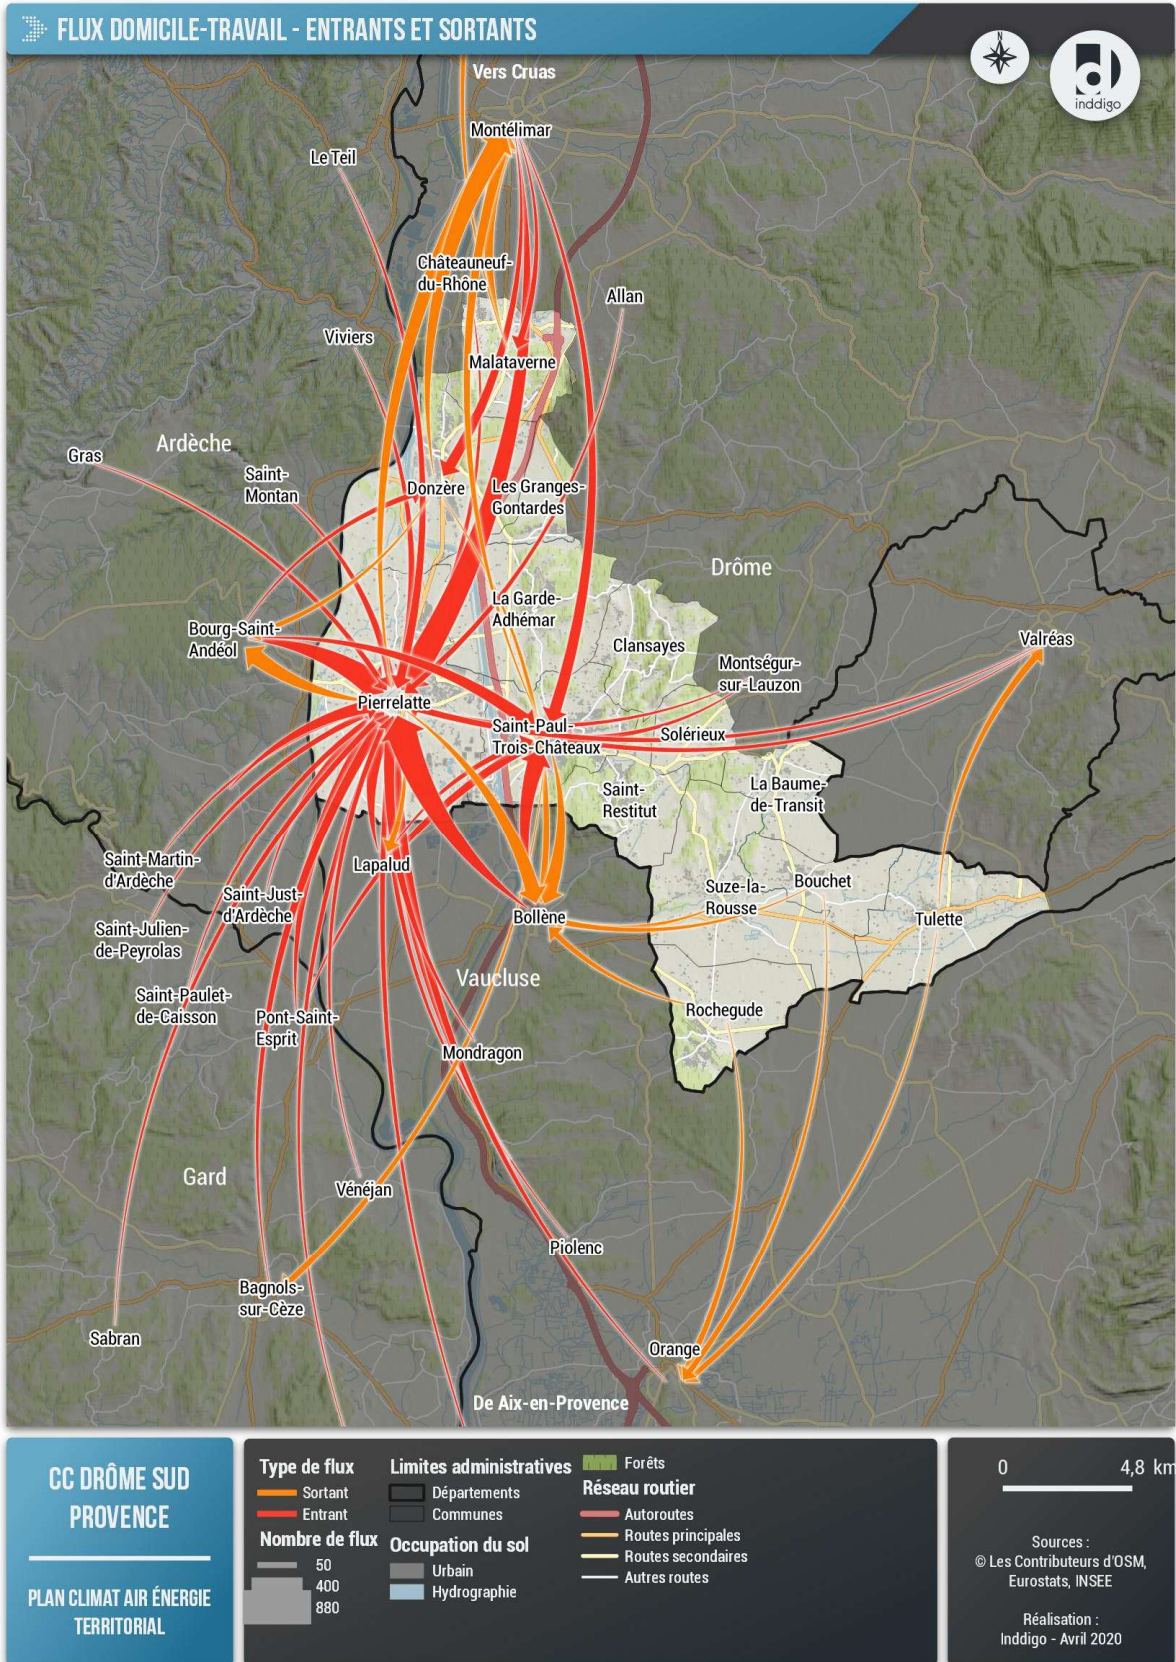 FLUX DOMICILE-TRAVAIL - ENTRANTS ET SORTANTS
N
inddigo
Vers Cruas
Montélimar
Le Teil
Châteauneuf-
du-Rhône
Allan
Viviers
Malataverne
Ardèche
Gras
Saint-
Montan
Donzère
Les Granges-
Gontardes
Drôme
La Garde-
Adhémar
Bourg-Saint-
Andéol
Clansayes
Valréas
Montségur-
sur-Lauzon
Pierrelatte
Saint-Paul-
Trois-Châteaux
Solérieux
Saint-
Restitut
La Baume-
de-Transit
Saint-Martin-
d'Ardèche
Lapalud
Saint-Just-
d'Ardèche
Suze-la-
Rousse
Bouchet
Bollène
Tulette
Saint-Julien-
de-Peyrolas
Vaucluse
Saint-Paulet-
de-Caisson
Pont-Saint-
Esprit
Rochegude
Mondragon
Gard
Vénéjan
Piolenc
Bagnols-
sur-Cèze
Sabran
Orange
De Aix-en-Provence
CC DRÔME SUD
PROVENCE
PLAN CLIMAT AIR ÉNERGIE
TERRITORIAL
Type de flux
Sortant
Entrant
Nombre de flux
50
400
880
Limites administratives
Départements
Communes
Occupation du sol
Urbain
Hydrographie
Forêts
Réseau routier
Autoroutes
Routes principales
Routes secondaires
Autres routes
0 4,8 km
Sources :
© Les Contributeurs d'OSM,
Eurostats, INSEE
Réalisation :
Inddigo - Avril 2020